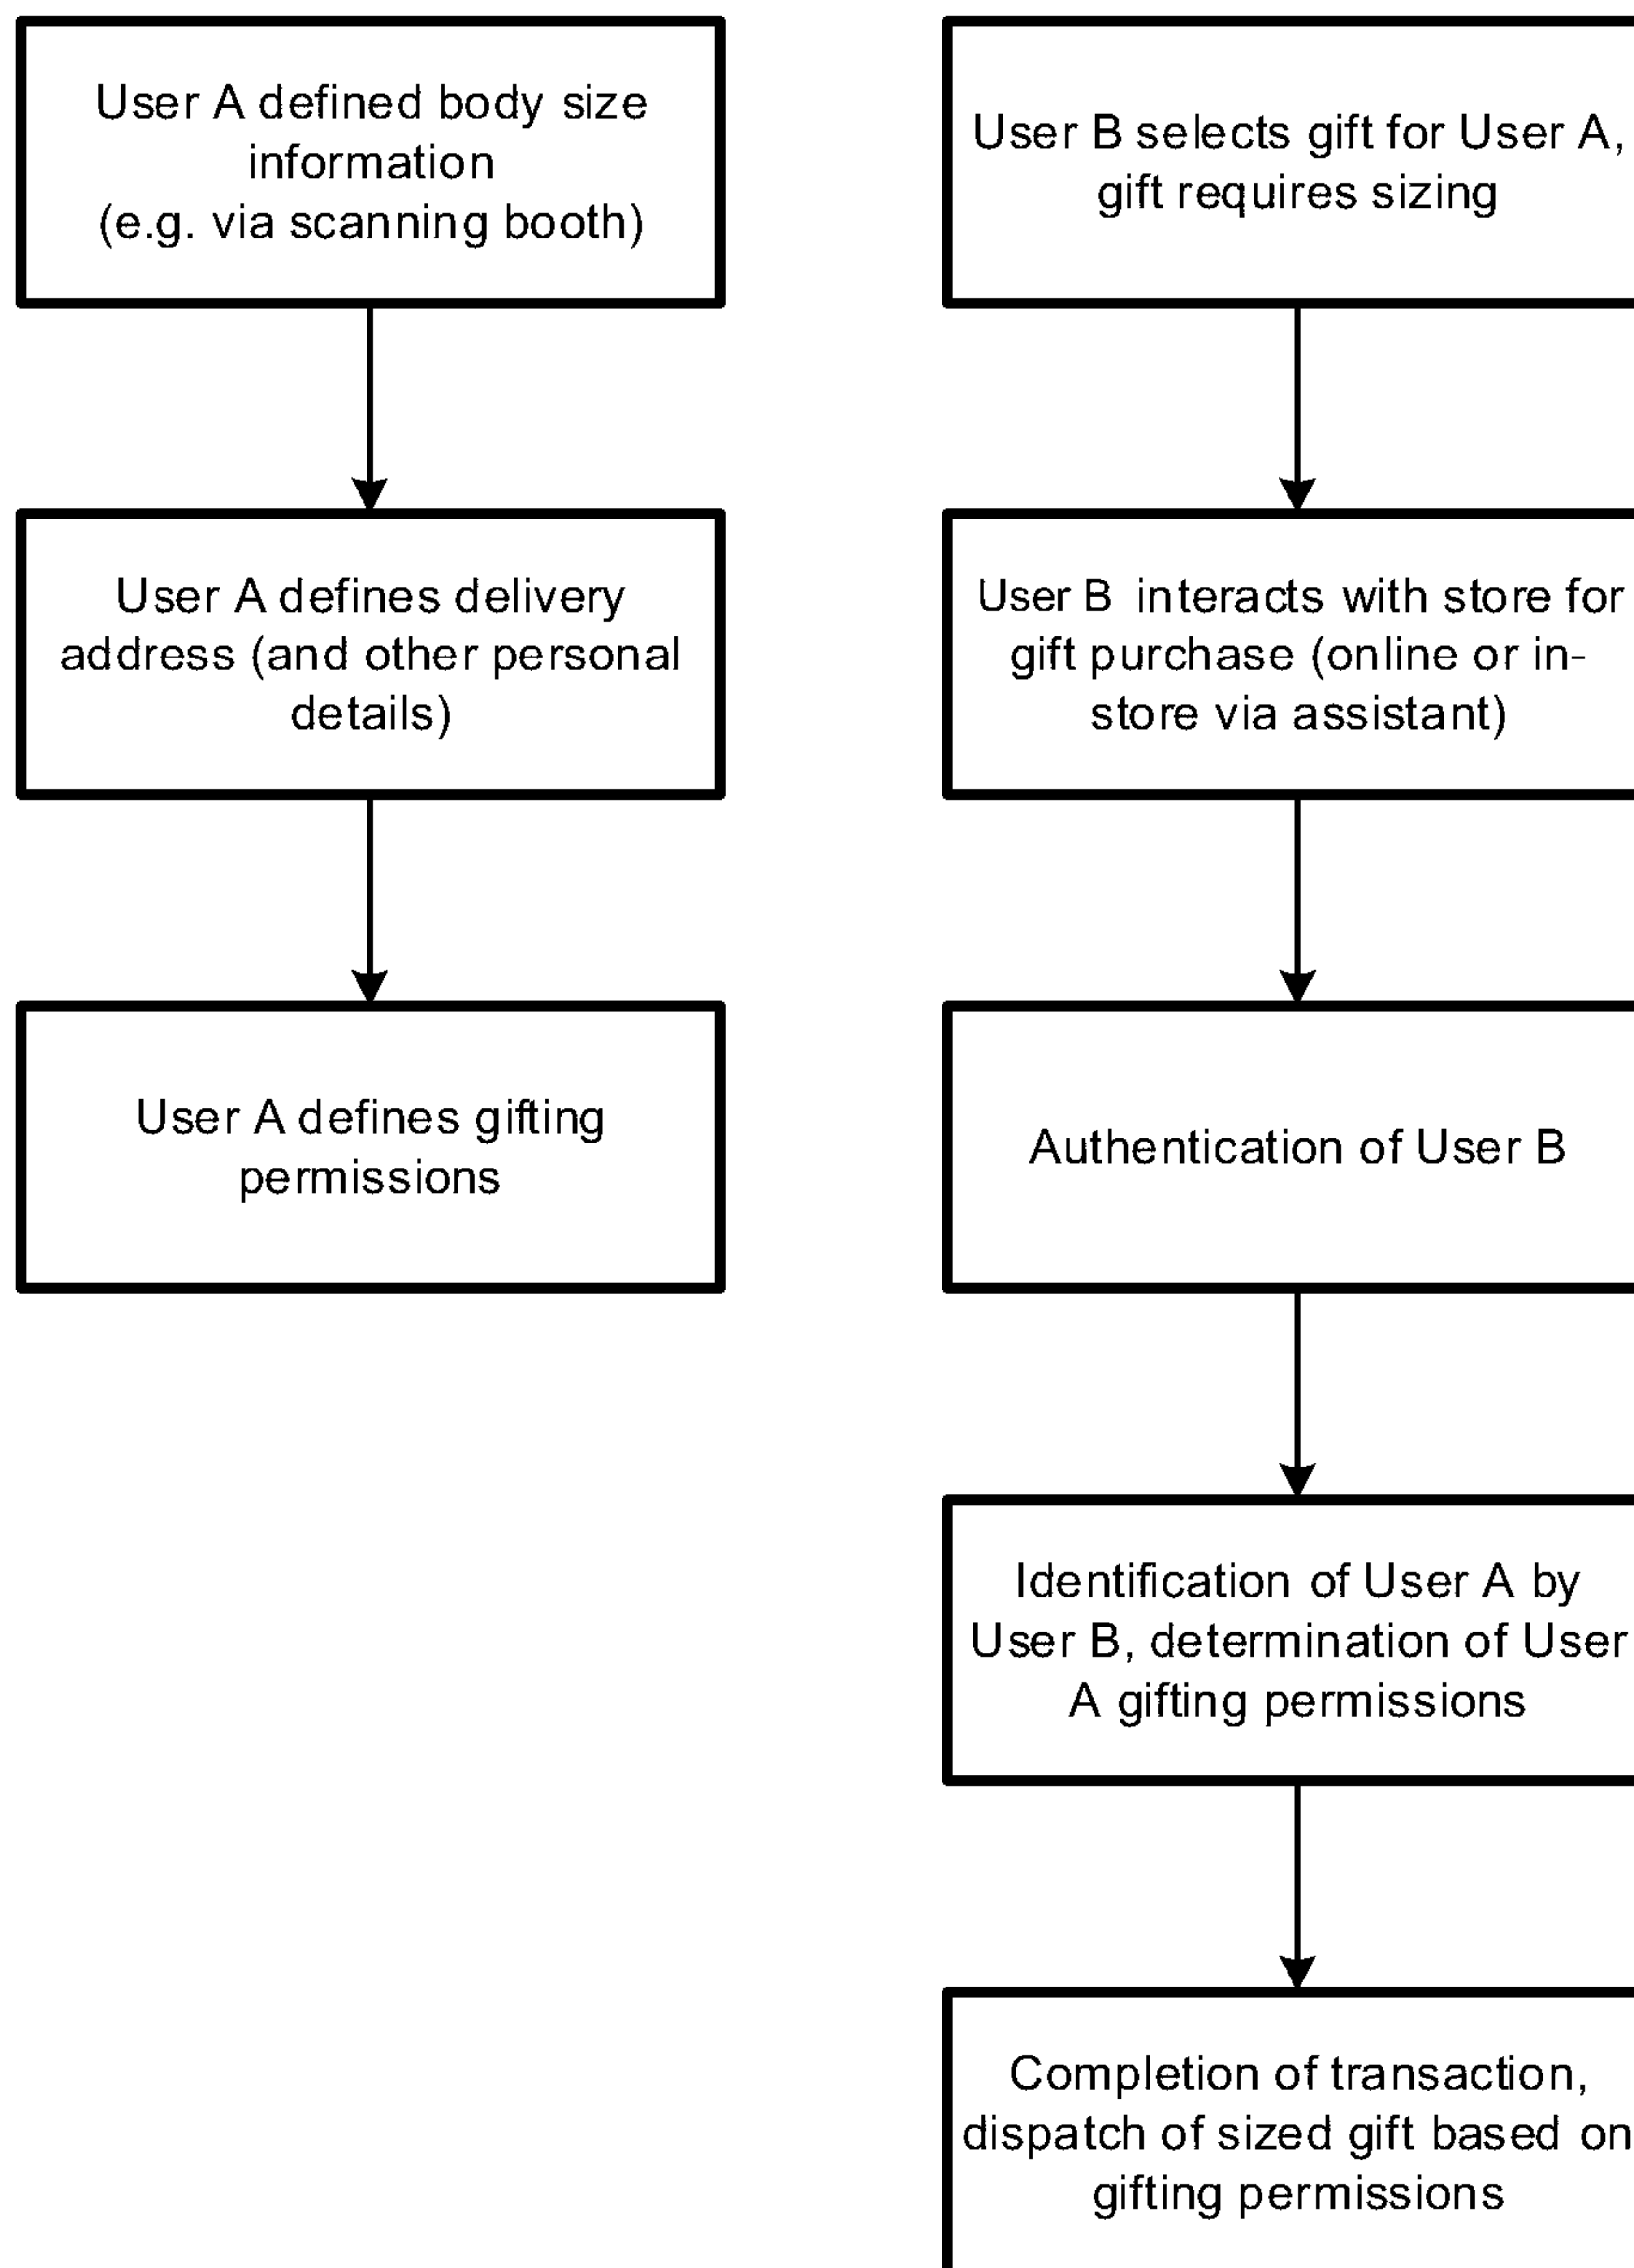 User A defined body size
information
(e.g. via scanning booth)
User A defines delivery
address (and other personal
details)
User A defines gifting
permissions
User B selects gift for User A,
gift requires sizing
User B interacts with store for
gift purchase (online or in-
store via assistant)
Authentication of User B
Identification of User A by
User B, determination of User
A gifting permissions
Completion of transaction,
dispatch of sized gift based on
gifting permissions